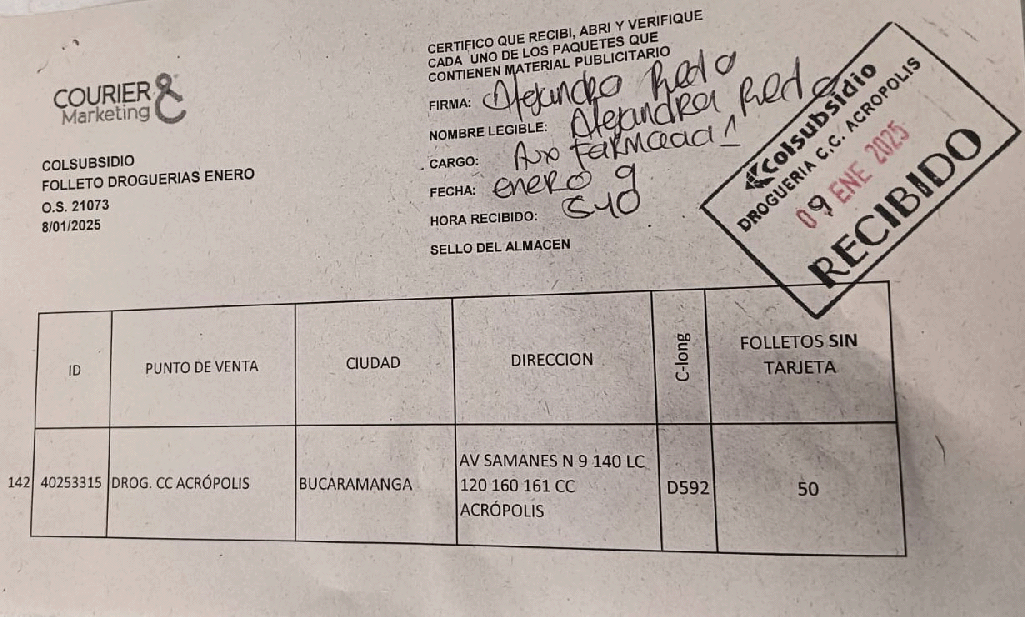 COURIER &
Marketing
COLSUBSIDIO
FOLLETO DROGUERIAS ENERO
O.S. 21073
8/01/2025
CERTIFICO QUE RECIBI, ABRI Y VERIFIQUE
CADA UNO DE LOS PAQUETES QUE
CONTIENEN MATERIAL PUBLICITARIO
FIRMA: Alejandra
NOMBRE LEGIBLE: Alejandra
CARGO: Aux
FECHA: enero 9
HORA RECIBIDO:
SELLO DEL ALMACEN
Colsubsidio
DROGUERIA C.C. ACROPOLIS
09 ENE 2025
RECIBIDO
ID PUNTO DE VENTA CIUDAD DIRECCION C-long FOLLETOS SIN TARJETA
142 40253315 DROG. CC ACRÓPOLIS BUCARAMANGA AV SAMANES N 9 140 LC
120 160 161 CC
ACRÓPOLIS D592 50